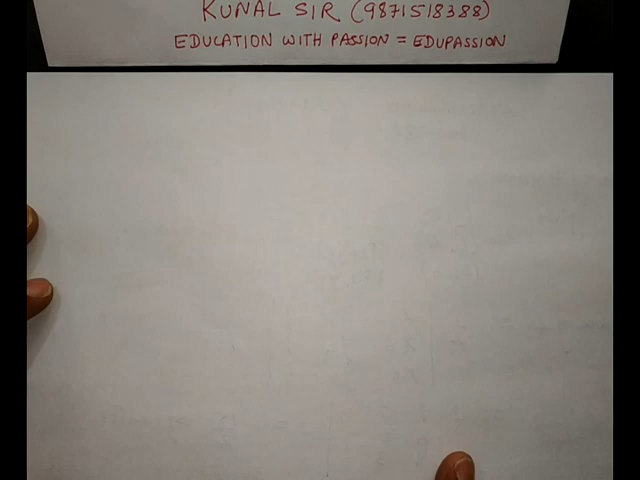 KUNAL SIR (9871518388)
EDUCATION WITH PASSION = EDUPASSION